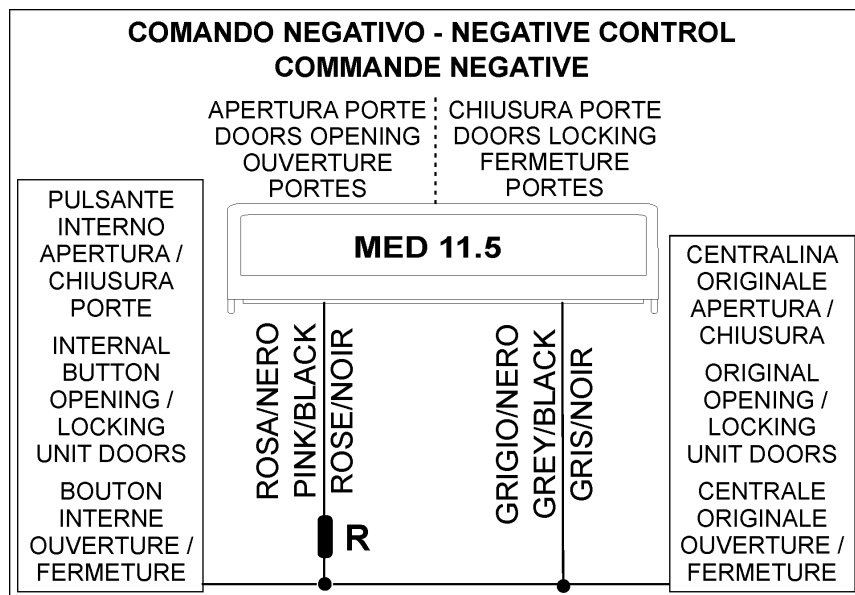 COMANDO NEGATIVO - NEGATIVE CONTROL
COMMANDE NEGATIVE
APERTURA PORTE
DOORS OPENING
OUVERTURE
PORTES
CHIUSURA PORTE
DOORS LOCKING
FERMETURE
PORTES
PULSANTE
INTERNO
APERTURA /
CHIUSURA
PORTE
INTERNAL
BUTTON
OPENING /
LOCKING
UNIT DOORS
BOUTON
INTERNE
OUVERTURE /
FERMETURE
MED 11.5
ROSA/NERO
PINK/BLACK
ROSE/NOIR
R
GRIGIO/NERO
GREY/BLACK
GRIS/NOIR
CENTRALINA
ORIGINALE
APERTURA /
CHIUSURA
ORIGINAL
OPENING /
LOCKING
UNIT DOORS
CENTRALE
ORIGINALE
OUVERTURE /
FERMETURE